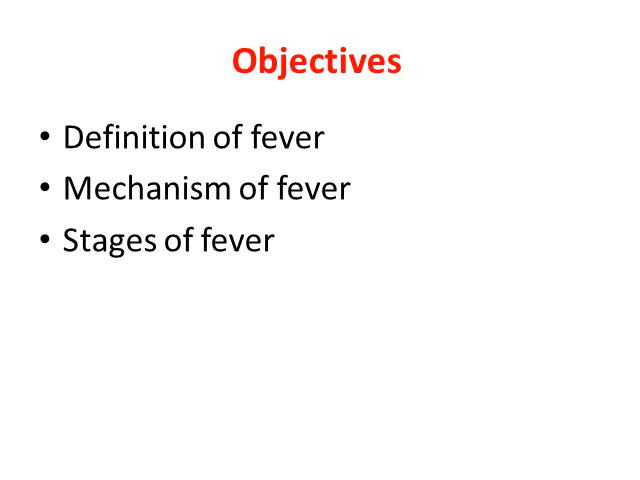 Objectives
• Definition of fever
• Mechanism of fever
• Stages of fever